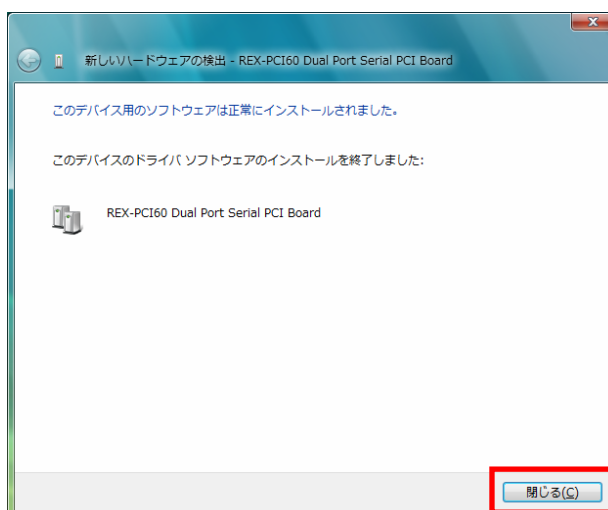 新しいハードウェアの検出 - REX-PCI60 Dual Port Serial PCI Board
このデバイス用のソフトウェアは正常にインストールされました。
このデバイスのドライバ ソフトウェアのインストールを終了しました:
REX-PCI60 Dual Port Serial PCI Board
閉じる(C)